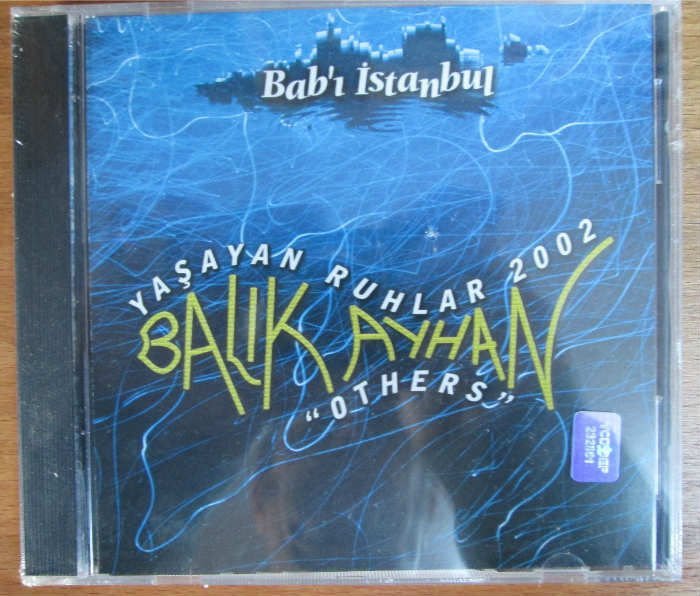 Bab'ı İstanbul
YAŞAYAN RUHLAR 2002
BALIK AYHAN
"OTHERS"